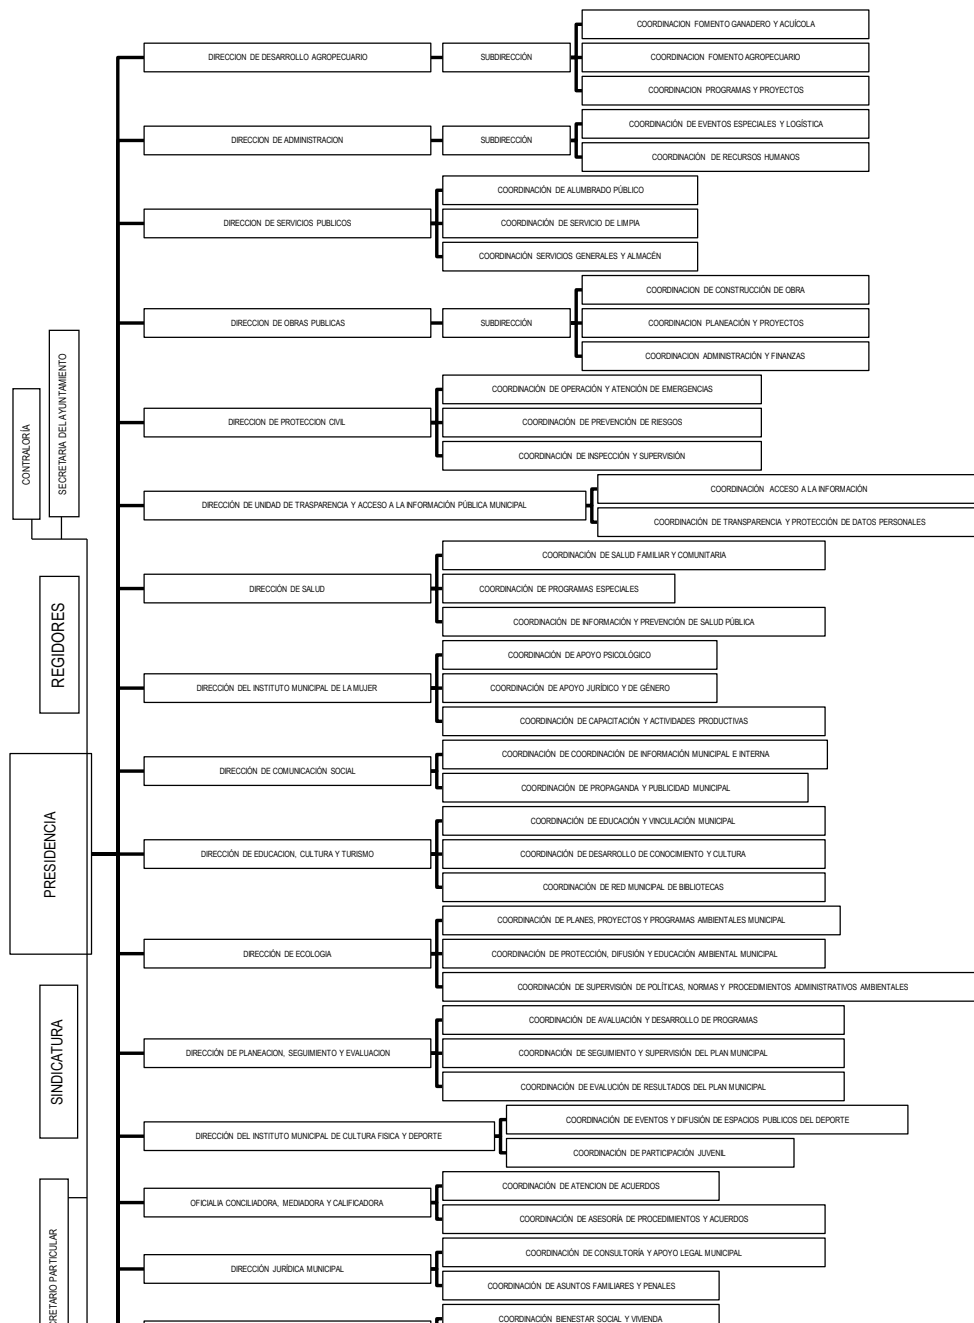 COORDINACION FOMENTO GANADERO Y ACUÍCOLA
DIRECCION DE DESARROLLO AGROPECUARIO
SUBDIRECCIÓN
COORDINACION FOMENTO AGROPECUARIO
COORDINACION PROGRAMAS Y PROYECTOS
COORDINACIÓN DE EVENTOS ESPECIALES Y LOGÍSTICA
DIRECCION DE ADMINISTRACION
SUBDIRECCIÓN
COORDINACIÓN DE RECURSOS HUMANOS
COORDINACIÓN DE ALUMBRADO PÚBLICO
DIRECCION DE SERVICIOS PUBLICOS
COORDINACIÓN DE SERVICIO DE LIMPIA
COORDINACIÓN SERVICIOS GENERALES Y ALMACÉN
COORDINACION DE CONSTRUCCIÓN DE OBRA
DIRECCION DE OBRAS PUBLICAS
SUBDIRECCIÓN
COORDINACION PLANEACIÓN Y PROYECTOS
COORDINACION ADMINISTRACIÓN Y FINANZAS
CONTRALORÍA
SECRETARIA DEL AYUNTAMIENTO
COORDINACIÓN DE OPERACIÓN Y ATENCIÓN DE EMERGENCIAS
DIRECCION DE PROTECCION CIVIL
COORDINACIÓN DE PREVENCIÓN DE RIESGOS
COORDINACIÓN DE INSPECCIÓN Y SUPERVISIÓN
COORDINACIÓN ACCESO A LA INFORMACIÓN
DIRECCIÓN DE UNIDAD DE TRASPARENCIA Y ACCESO A LA INFORMACIÓN PÚBLICA MUNICIPAL
COORDINACIÓN DE TRANSPARENCIA Y PROTECCIÓN DE DATOS PERSONALES
COORDINACIÓN DE SALUD FAMILIAR Y COMUNITARIA
DIRECCIÓN DE SALUD
COORDINACIÓN DE PROGRAMAS ESPECIALES
COORDINACIÓN DE INFORMACIÓN Y PREVENCIÓN DE SALUD PÚBLICA
REGIDORES
COORDINACIÓN DE APOYO PSICOLÓGICO
DIRECCIÓN DEL INSTITUTO MUNICIPAL DE LA MUJER
COORDINACIÓN DE APOYO JURÍDICO Y DE GÉNERO
COORDINACIÓN DE CAPACITACIÓN Y ACTIVIDADES PRODUCTIVAS
COORDINACIÓN DE COORDINACIÓN DE INFORMACIÓN MUNICIPAL E INTERNA
DIRECCIÓN DE COMUNICACIÓN SOCIAL
COORDINACIÓN DE PROPAGANDA Y PUBLICIDAD MUNICIPAL
PRESIDENCIA
COORDINACIÓN DE EDUCACIÓN Y VINCULACIÓN MUNICIPAL
DIRECCIÓN DE EDUCACION, CULTURA Y TURISMO
COORDINACIÓN DE DESARROLLO DE CONOCIMIENTO Y CULTURA
COORDINACIÓN DE RED MUNICIPAL DE BIBLIOTECAS
COORDINACIÓN DE PLANES, PROYECTOS Y PROGRAMAS AMBIENTALES MUNICIPAL
DIRECCIÓN DE ECOLOGIA
COORDINACIÓN DE PROTECCIÓN, DIFUSIÓN Y EDUCACIÓN AMBIENTAL MUNICIPAL
COORDINACIÓN DE SUPERVISIÓN DE POLÍTICAS, NORMAS Y PROCEDIMIENTOS ADMINISTRATIVOS AMBIENTALES
SINDICATURA
COORDINACIÓN DE AVALUACIÓN Y DESARROLLO DE PROGRAMAS
DIRECCIÓN DE PLANEACION, SEGUIMIENTO Y EVALUACION
COORDINACIÓN DE SEGUIMIENTO Y SUPERVISIÓN DEL PLAN MUNICIPAL
COORDINACIÓN DE EVALUCIÓN DE RESULTADOS DEL PLAN MUNICIPAL
COORDINACIÓN DE EVENTOS Y DIFUSIÓN DE ESPACIOS PUBLICOS DEL DEPORTE
DIRECCIÓN DEL INSTITUTO MUNICIPAL DE CULTURA FISICA Y DEPORTE
COORDINACIÓN DE PARTICIPACIÓN JUVENIL
COORDINACIÓN DE ATENCION DE ACUERDOS
OFICIALIA CONCILIADORA, MEDIADORA Y CALIFICADORA
COORDINACIÓN DE ASESORÍA DE PROCEDIMIENTOS Y ACUERDOS
CRETARIO PARTICULAR
COORDINACIÓN DE CONSULTORÍA Y APOYO LEGAL MUNICIPAL
DIRECCIÓN JURÍDICA MUNICIPAL
COORDINACIÓN DE ASUNTOS FAMILIARES Y PENALES
COORDINACIÓN BIENESTAR SOCIAL Y VIVIENDA